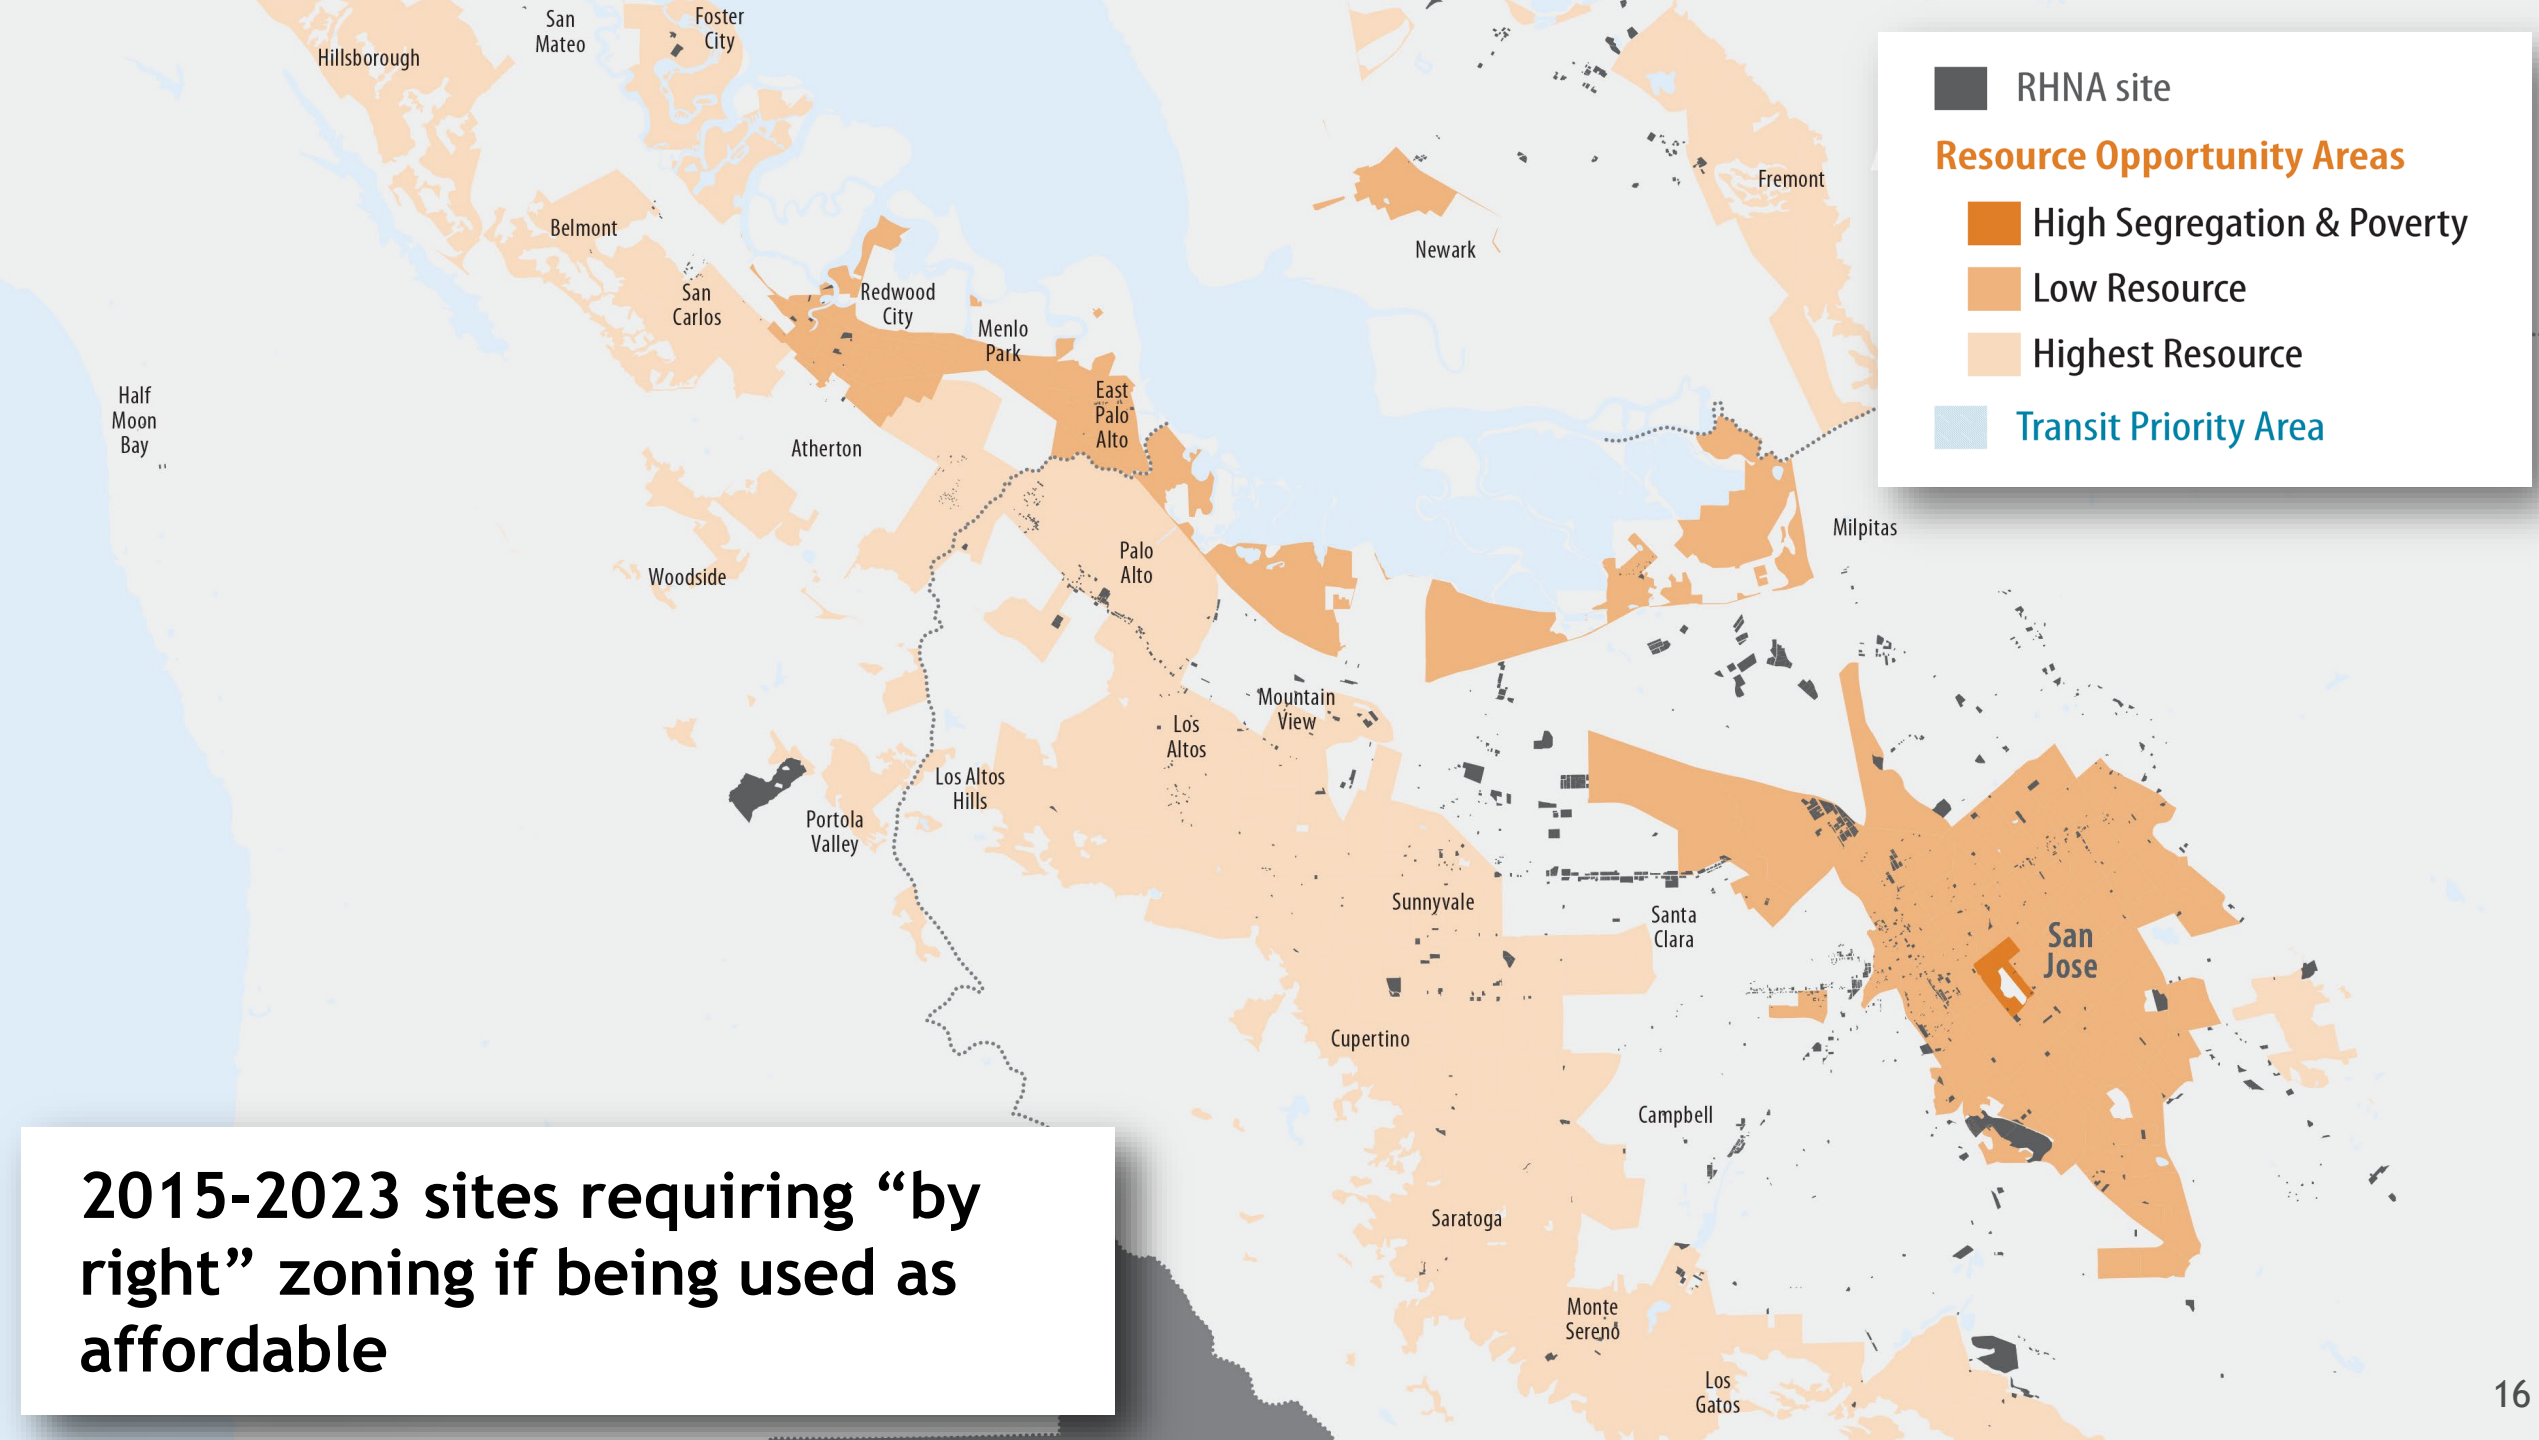 San
Mateo
Foster
City
Hillsborough
RHNA site
Resource Opportunity Areas
High Segregation & Poverty
Low Resource
Highest Resource
Transit Priority Area
Fremont
Belmont
Newark
San
Carlos
Redwood
City
Menlo
Park
Half
Moon
Bay
East
Palo
Alto
Atherton
Milpitas
Palo
Alto
Woodside
Mountain
View
Los
Altos
Los Altos
Hills
Portola
Valley
Sunnyvale
Santa
Clara
San
Jose
Cupertino
Campbell
Saratoga
Monte
Sereno
Los
Gatos
2015-2023 sites requiring “by
right” zoning if being used as
affordable
16